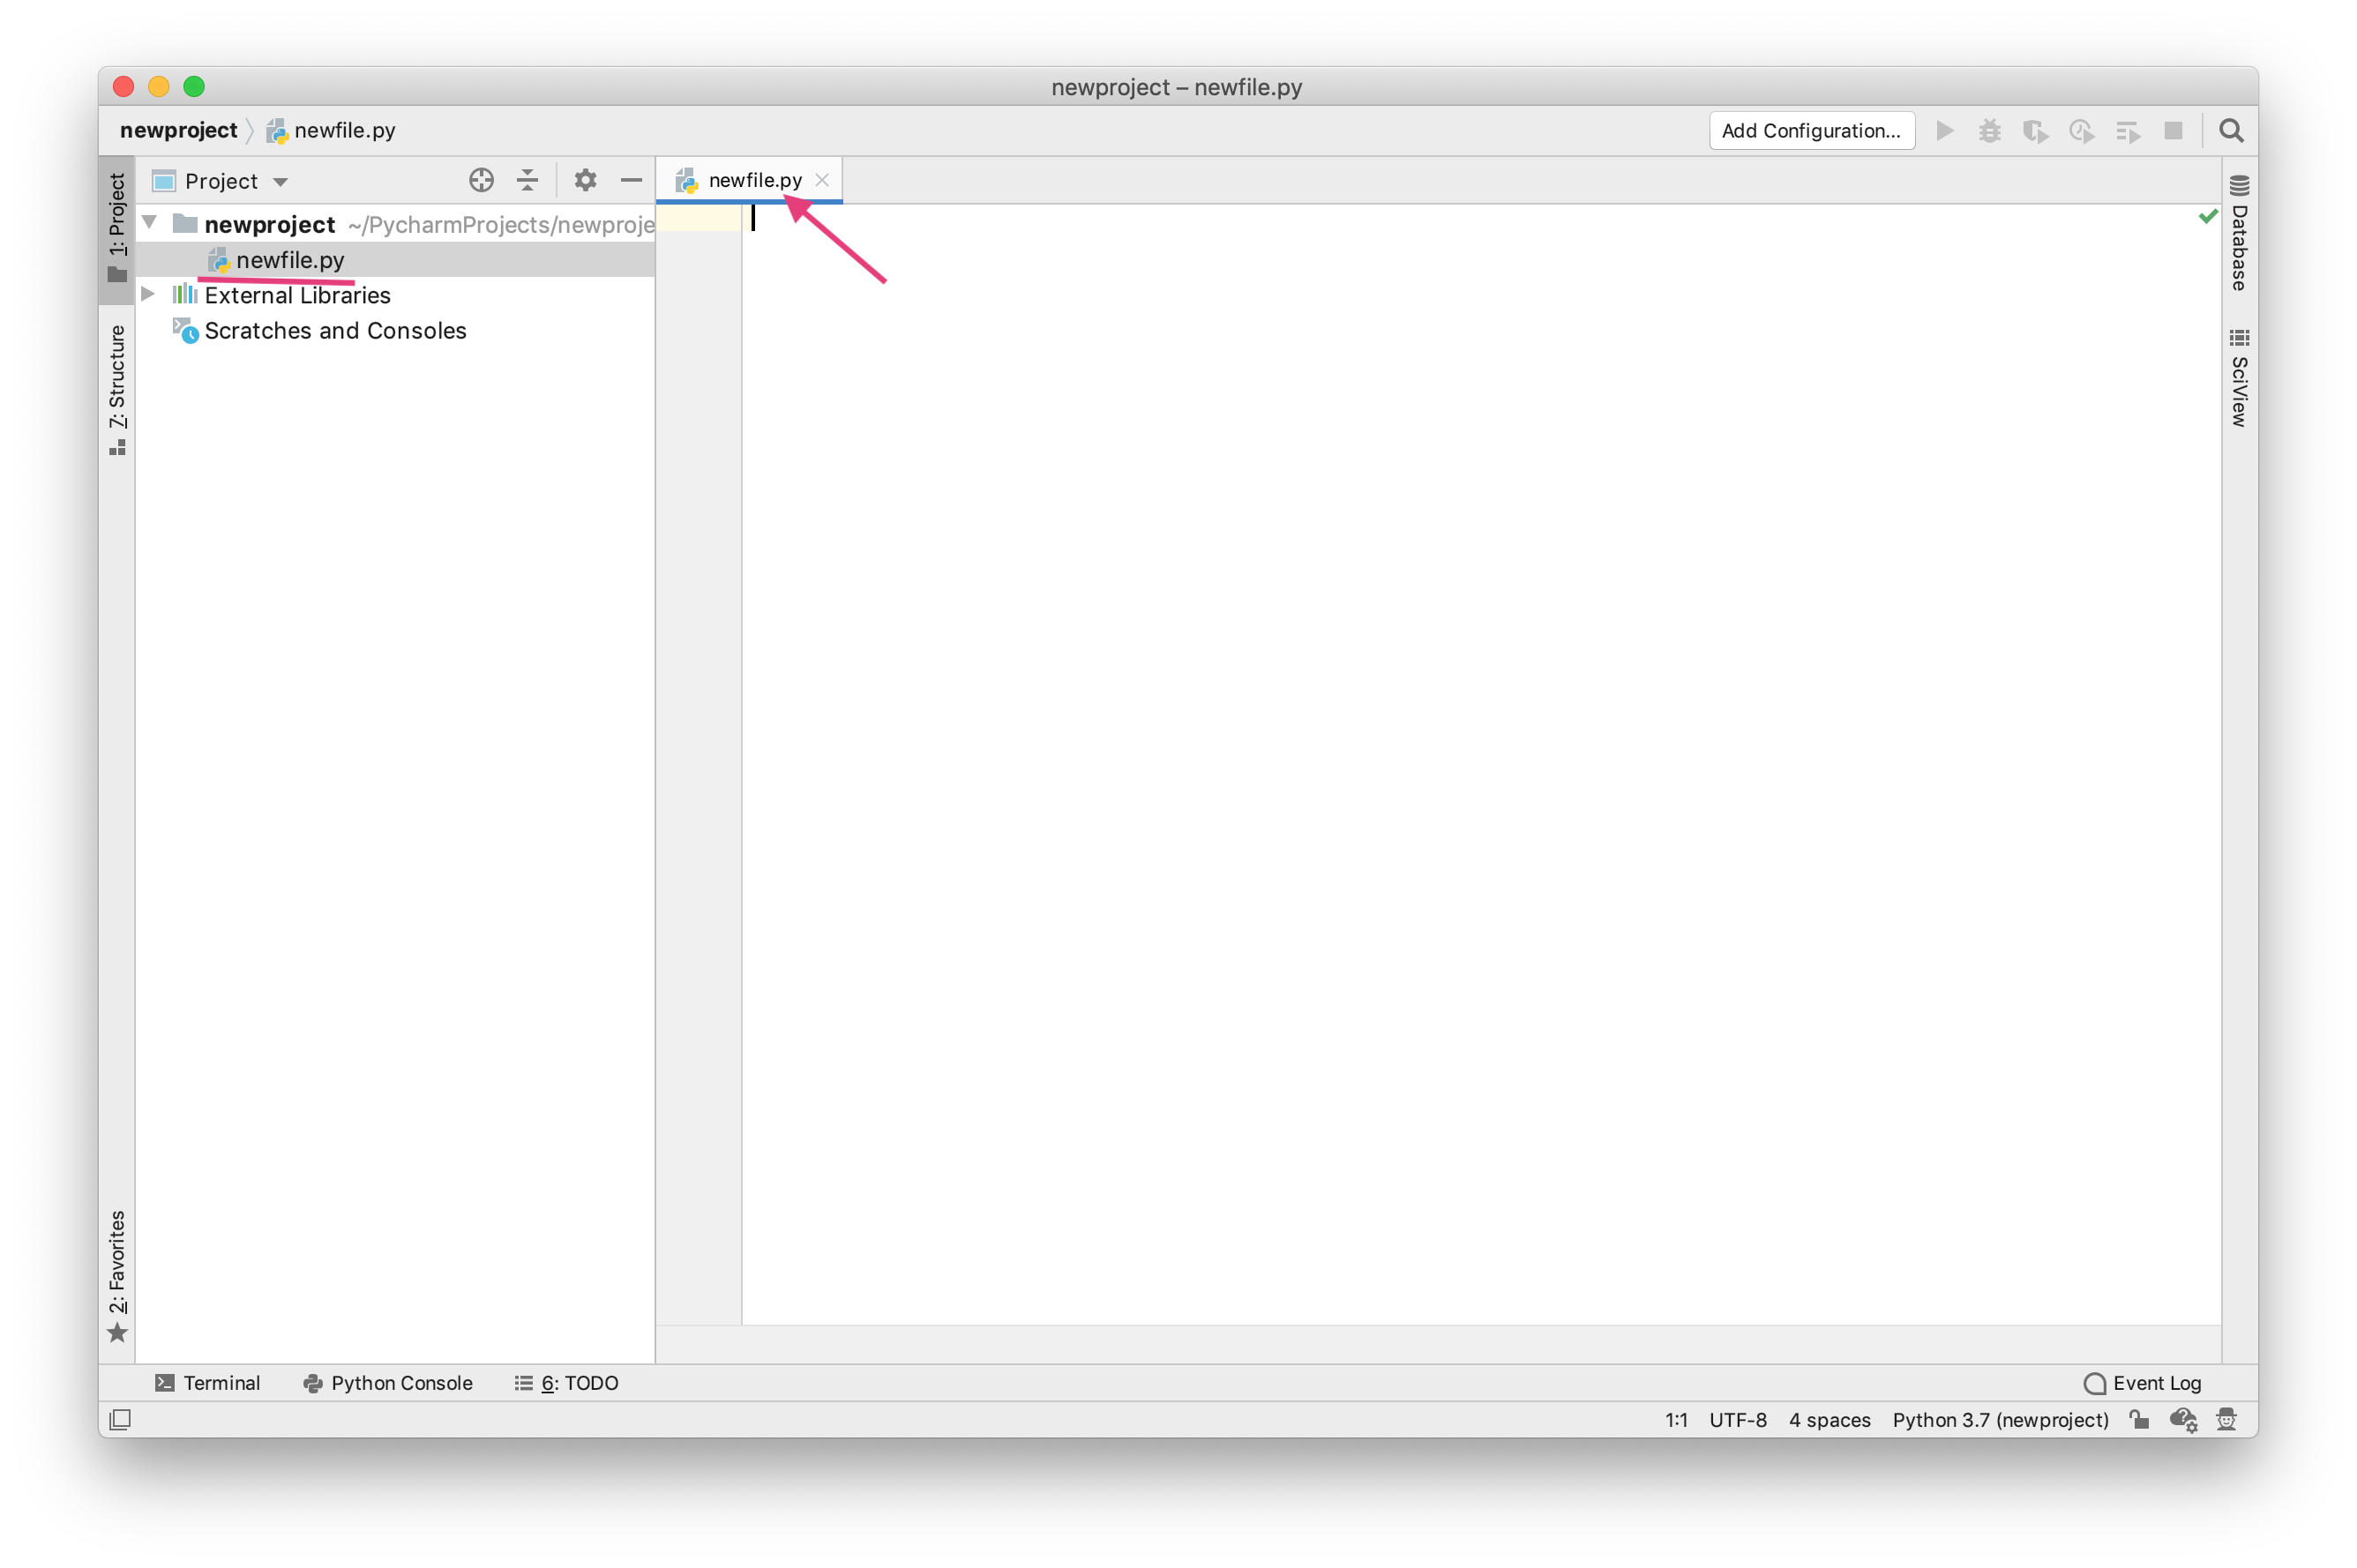 newproject – newfile.py
newproject newfile.py
Add Configuration...
1: Project
Project
newfile.py
newproject ~/PycharmProjects/newproje
newfile.py
External Libraries
Scratches and Consoles
Z: Structure
2: Favorites
Database
SciView
Terminal
Python Console
6: TODO
Event Log
1:1 UTF-8 4 spaces Python 3.7 (newproject)